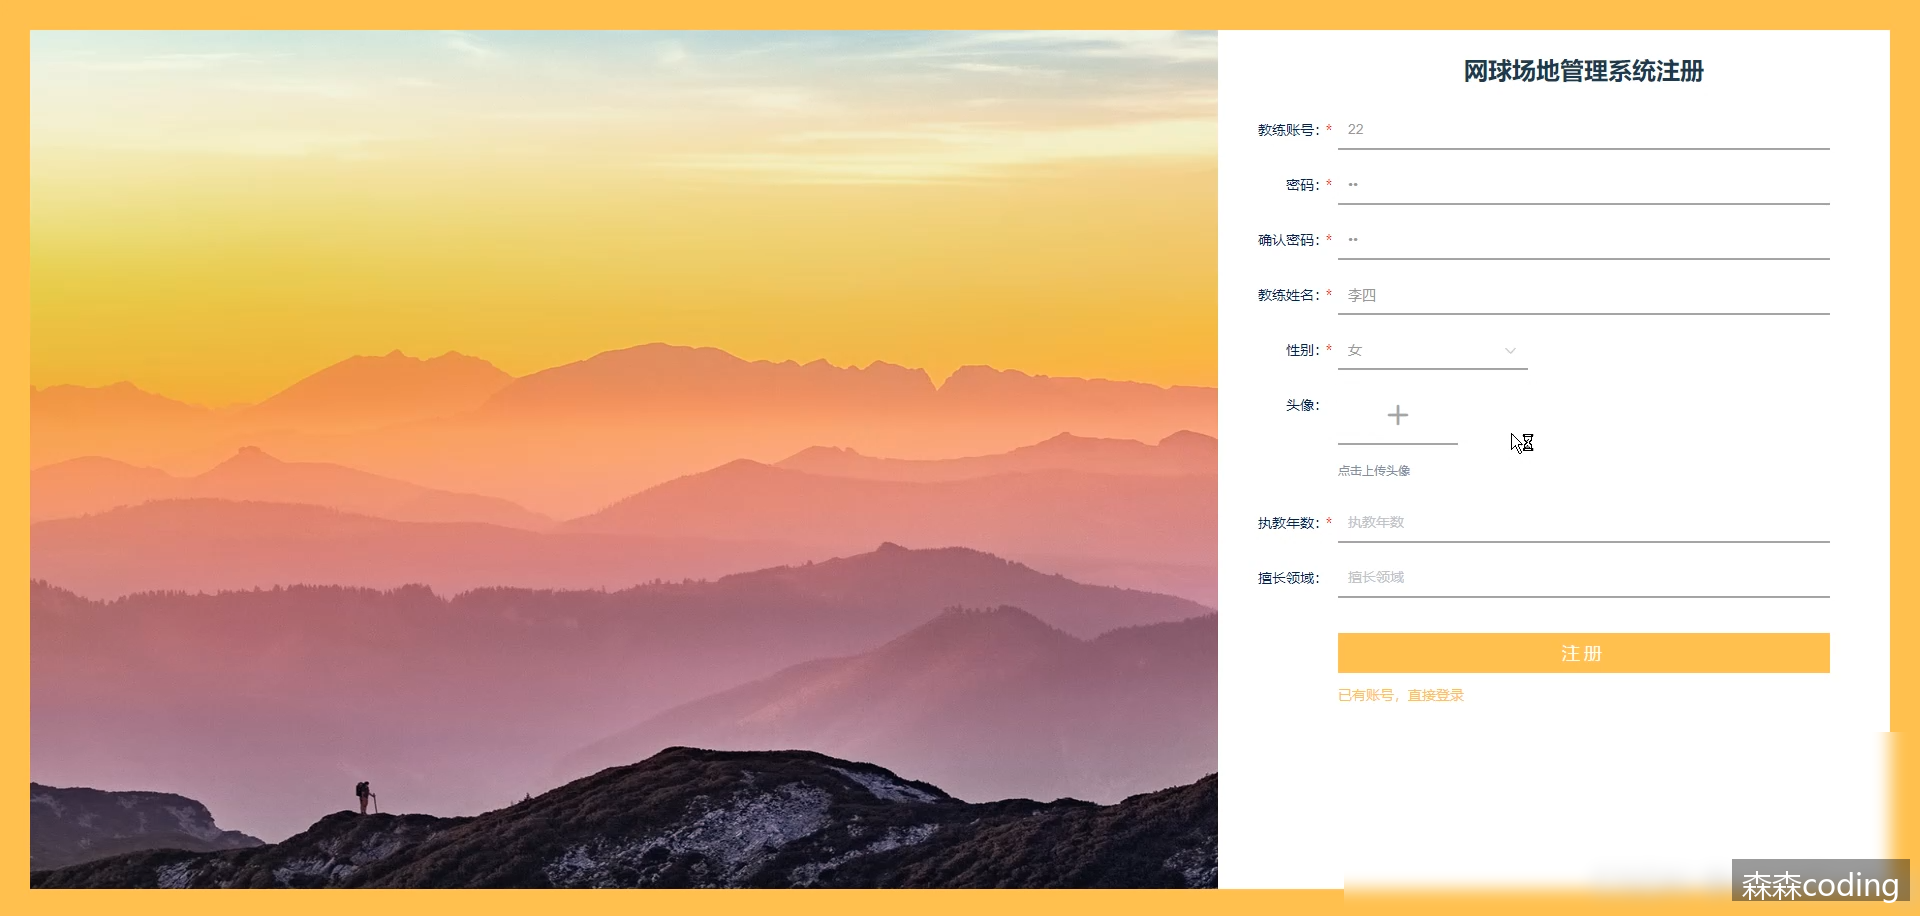 网球场地管理系统注册
教练账号：* 22
密码：* ••
确认密码：* ••
教练姓名：* 李四
性别：* 女
头像：
点击上传头像
执教年数：* 执教年数
擅长领域： 擅长领域
注册
已有账号，直接登录
森森coding